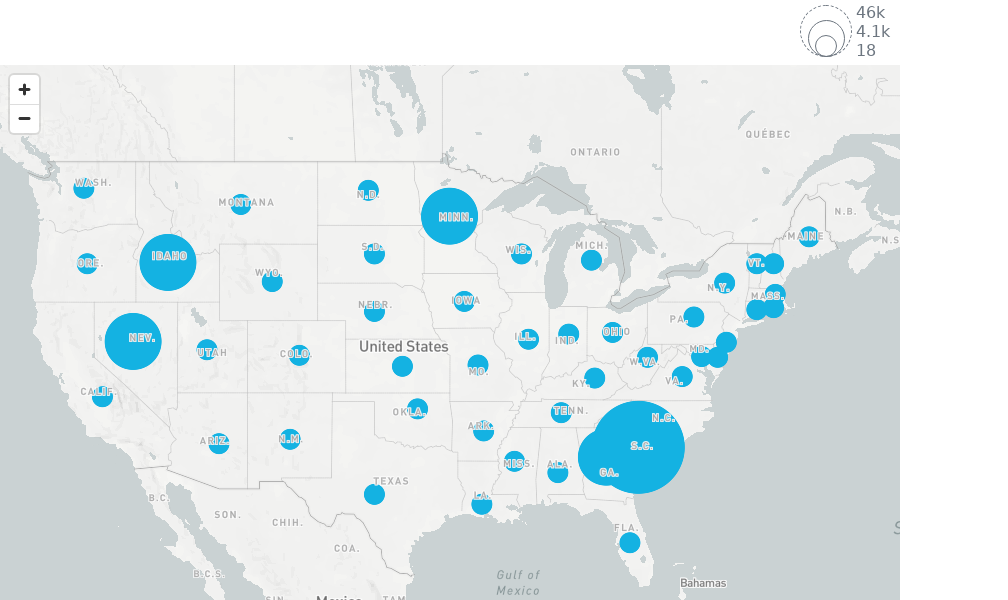 46k
4.1k
18
+
−
QUÉBEC
ONTARIO
WASH.
N.D.
MONTANA
MINN.
N.B.
MAINE
N.S.
ORE.
IDAHO
WYO.
S.D.
WIS.
MICH.
VT.
N.Y.
MASS.
NEBR.
IOWA
PA.
NEV.
UTAH
COLO.
United States
ILL.
IND.
OHIO
MD.
W.VA.
MO.
KY.
VA.
CALIF.
OKLA.
ARK.
TENN.
N.C.
ARIZ.
N.M.
S.C.
MISS.
ALA.
GA.
TEXAS
LA.
B.C.
SON.
CHIH.
FLA.
COA.
B.C.S.
Gulf of
Mexico
Bahamas
SIN.
Mexico
TAM.